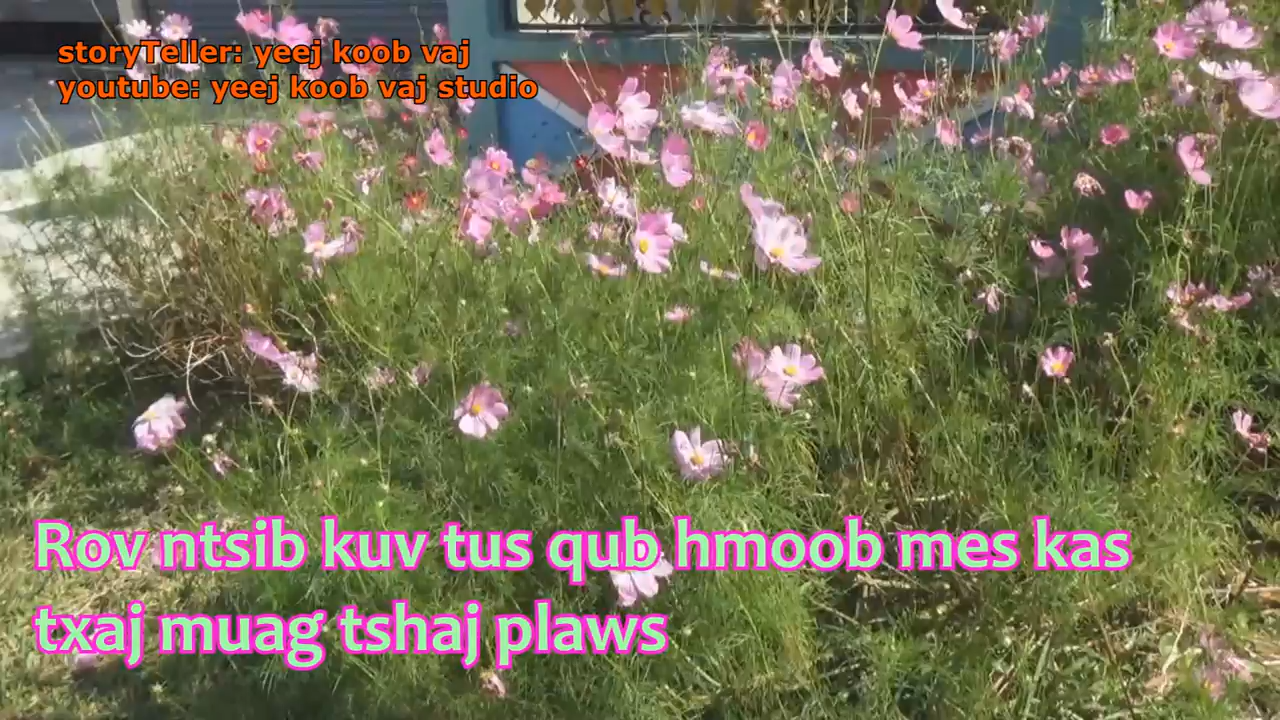 storyTeller: yeej koob vaj
youtube: yeej koob vaj studio
Rov ntsib kuv tus qub hmoob mes kas
txaj muag tshaj plaws